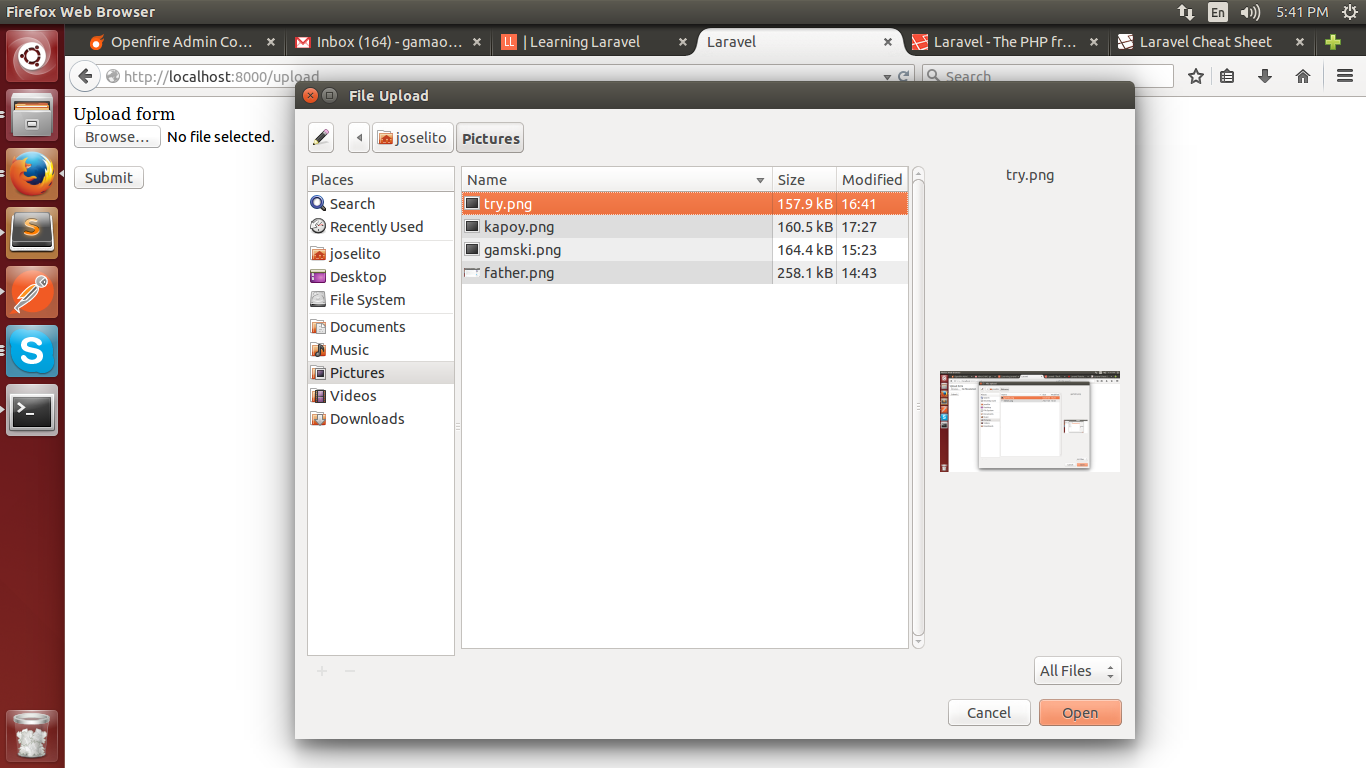 Firefox Web Browser
En
5:41 PM
Openfire Admin Co...
Inbox (164) - gamao...
LL | Learning Laravel
Laravel
Laravel - The PHP fr...
Laravel Cheat Sheet
http://localhost:8000/upload
Search
Upload form
Browse... No file selected.
Submit
File Upload
joselito
Pictures
Places
Search
Recently Used
joselito
Desktop
File System
Documents
Music
Pictures
Videos
Downloads
Name Size Modified
try.png 157.9 kB 16:41
kapoy.png 160.5 kB 17:27
gamski.png 164.4 kB 15:23
father.png 258.1 kB 14:43
try.png
All Files
Cancel
Open